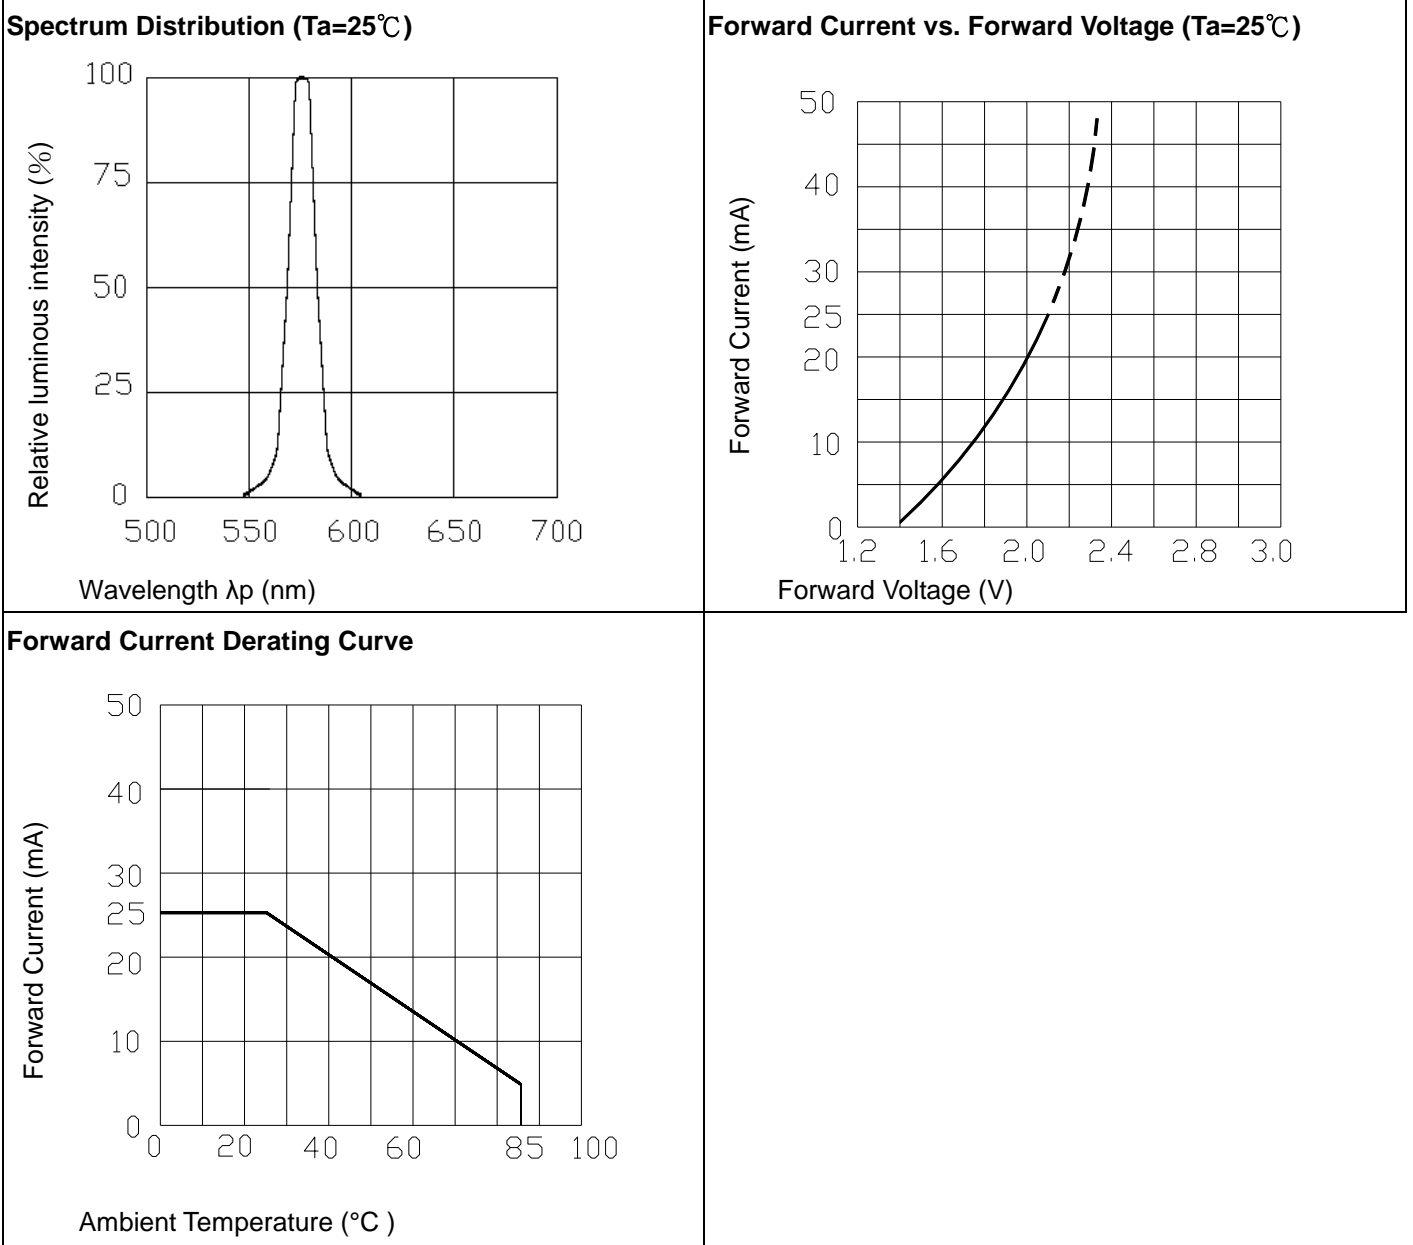 Spectrum Distribution (Ta=25℃)
100
75
50
25
0
500 550 600 650 700
Relative luminous intensity (%)
Wavelength λp (nm)
Forward Current vs. Forward Voltage (Ta=25℃)
50
40
30
25
20
10
0
1.2 1.6 2.0 2.4 2.8 3.0
Forward Current (mA)
Forward Voltage (V)
Forward Current Derating Curve
50
40
30
25
20
10
0
0 20 40 60 85 100
Forward Current (mA)
Ambient Temperature (°C )